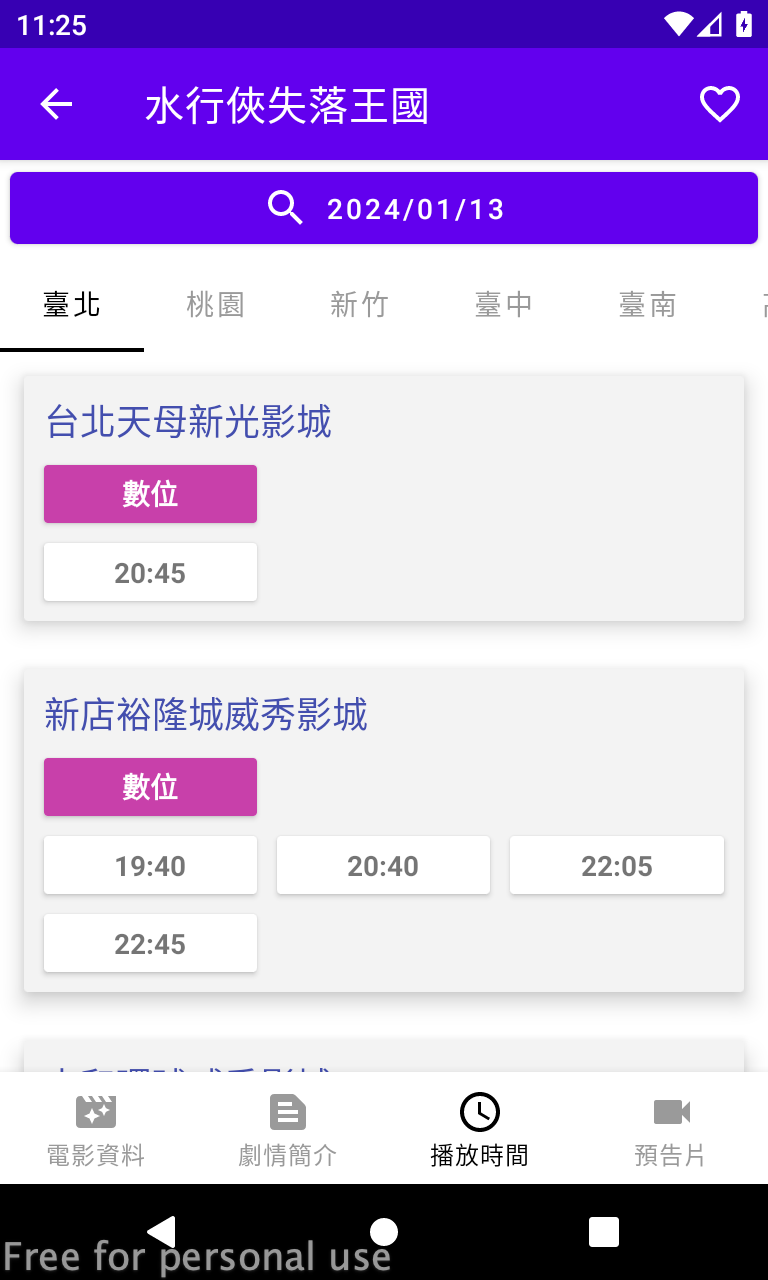 11:25
水行俠失落王國
2024/01/13
臺北 桃園 新竹 臺中 臺南
台北天母新光影城
數位
20:45
新店裕隆城威秀影城
數位
19:40 20:40 22:05
22:45
電影資料 劇情簡介 播放時間 預告片
Free for personal use